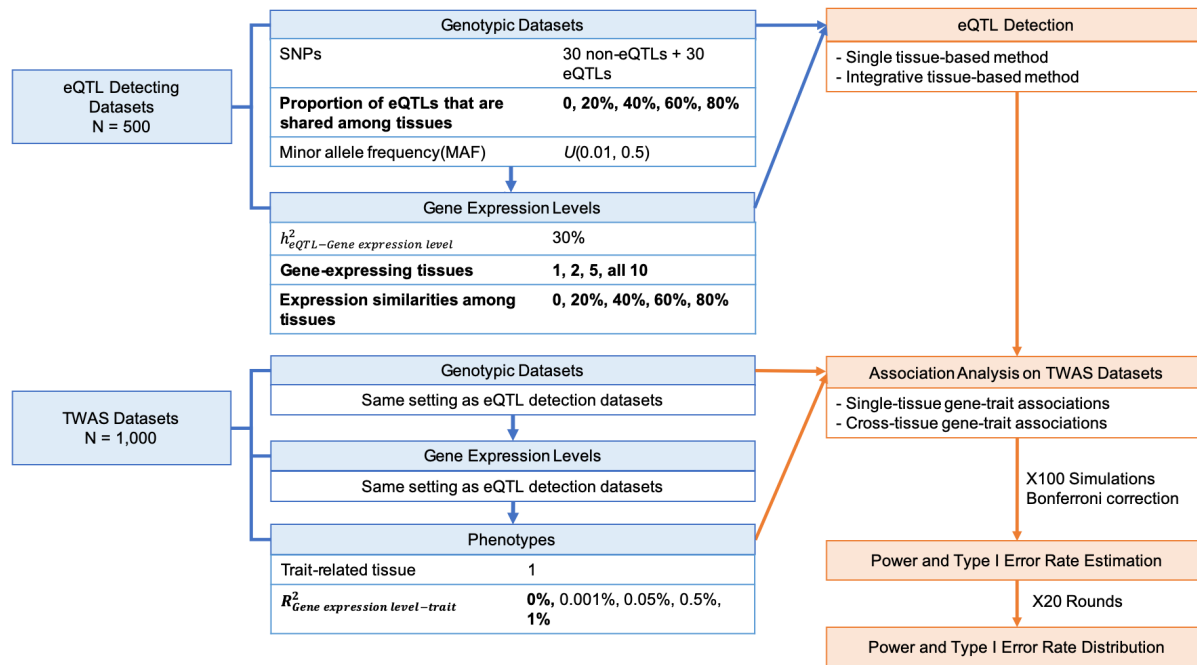 eQTL Detecting
Datasets
N = 500
Genotypic Datasets
SNPs
30 non-eQTLs + 30
eQTLs
Proportion of eQTLs that are
shared among tissues
0, 20%, 40%, 60%, 80%
Minor allele frequency(MAF)
U(0.01, 0.5)
Gene Expression Levels
h²eQTL−Gene expression level
30%
Gene-expressing tissues
1, 2, 5, all 10
Expression similarities among
tissues
0, 20%, 40%, 60%, 80%
TWAS Datasets
N = 1,000
Genotypic Datasets
Same setting as eQTL detection datasets
Gene Expression Levels
Same setting as eQTL detection datasets
Phenotypes
Trait-related tissue
1
R²Gene expression level−trait
0%, 0.001%, 0.05%, 0.5%,
1%
eQTL Detection
- Single tissue-based method
- Integrative tissue-based method
Association Analysis on TWAS Datasets
- Single-tissue gene-trait associations
- Cross-tissue gene-trait associations
X100 Simulations
Bonferroni correction
Power and Type I Error Rate Estimation
X20 Rounds
Power and Type I Error Rate Distribution